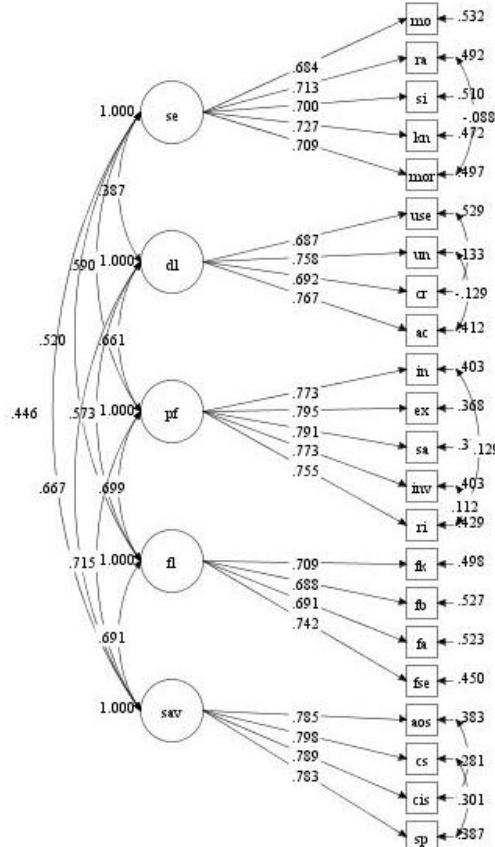 mo .532
.684
ra .492
.713
1.000 se .700 si .510
-.088
.727 kn .472
.709
mor .497
.387
use .529
.687
.590 1.000 dl .758 un .133
.692 cr -.129
.767
ac .412
.520 .661
in .403
.773
.446 .573 1.000 pf .795 ex .368
.791 sa .3 .129
.773
.667 .699 .755 inv .403
.112
ri .429
.715 1.000 fl .709 fk .498
.688 fb .527
.691
.742 fa .523
.691
fse .450
1.000 sav .785 aos .383
.798 cs .281
.789
.783 cis .301
sp .387